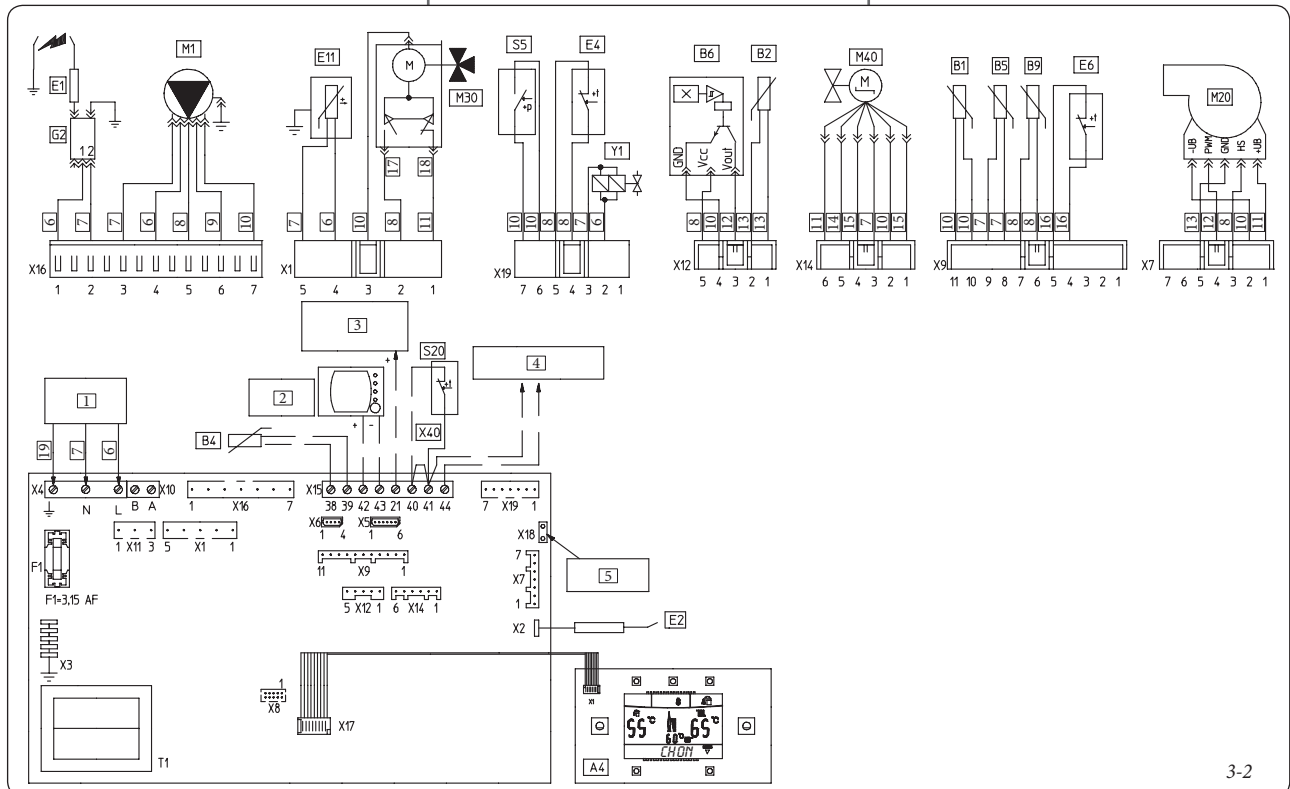 M1
E1
G2
1 2
6 7 7 6 8 9 10
X16
1 2 3 4 5 6 7
E11
+t
M
M30
17 18
7 6 10 8 11
X1
5 4 3 2 1
S5
+p
E4
+t
Y1
10 10 8 8 7 6
X19
7 6 5 4 3 2 1
B6
B2
GND Vcc Vout
8 10 12 13 13
X12
5 4 3 2 1
M40
M
11 14 15 7 10 15
X14
6 5 4 3 2 1
B1 B5 B9 E6
+t
10 10 7 7 8 8 16 16
X9
11 10 9 8 7 6 5 4 3 2 1
M20
-UB PWM GND HS +UB
13 12 8 10 11
X7
7 6 5 4 3 2 1
3
+
S20
+t
4
1
2
+ -
X40
B4
19 7 6
X4
N L B A
X10
1 X16 7
X15
38 39 42 43 21 40 41 44
7 X19 1
1 X11 3
5 X1 1
X6
1 4
X5
1 6
X18
F1
11 X9 1
7
X7
1
5
F1=3,15 AF
5 X12 1
6 X14 1
X2
E2
X3
1
X8
X17
X1
55 °C
65 °C
60 °C
CHON
A4
T1
3-2